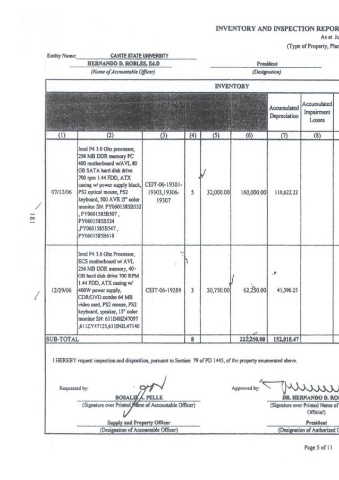 INVENTORY AND INSPECTION REPOR
As at Ju
(Type of Property, Plan
Entity Name: CAVITE STATE UNIVERSITY
HERNANDO D. ROBLES, Ed.D
President
(Name of Accountable Officer)
(Designation)
INVENTORY
Accumulated Depreciation
Accumulated Impairment Losses
(1) (2) (3) (4) (5) (6) (7) (8)
07/12/06
Intel P4 3.0 Ghz processor,
256 MB DDR memory PC
400 motherboard w/AVL 80
GB SATA hard disk drive
700 rpm 1.44 FDD, ATX
casing w/ power supply black,
PS2 optical mouse, PS2
keyboard, 500 AVR 15" color
monitor SN: PY060158SB532
, PY060158SB507 ,
PY060158SB524
,PY060158SB547 ,
PY060158SB618
CEIT-06-19301-
19303,19306-
19307
5 32,000.00 160,000.00 110,622.22
181
12/29/06
Intel P4 3.0 Ghz Processor,
ECS motherboard w/ AVL
256 MB DDR memory, 40-
GB hard disk drive 700 RPM
1.44 FDD, ATX casing w/
400W power supply,
CDR/DVD combo 64 MB
video card, PS2 mouse, PS2
keyboard, speaker, 15" color
monitor SN: 611INHZ47097
CEIT-06-19289 3 20,750.00 62,250.00 41,396.25
SUB-TOTAL 8 222,250.00 152,018.47
I HEREBY request inspection and disposition, pursuant to Section 79 of PD 1445, of the property enumerated above.
Requested by:
Approved by:
ROSALIE A. PELLE
DR. HERNANDO D. ROB
(Signature over Printed Name of Accountable Officer)
(Signature over Printed Name of
Official)
Supply and Property Officer
President
(Designation of Accountable Officer)
(Designation of Authorized O
Page 5 of 11